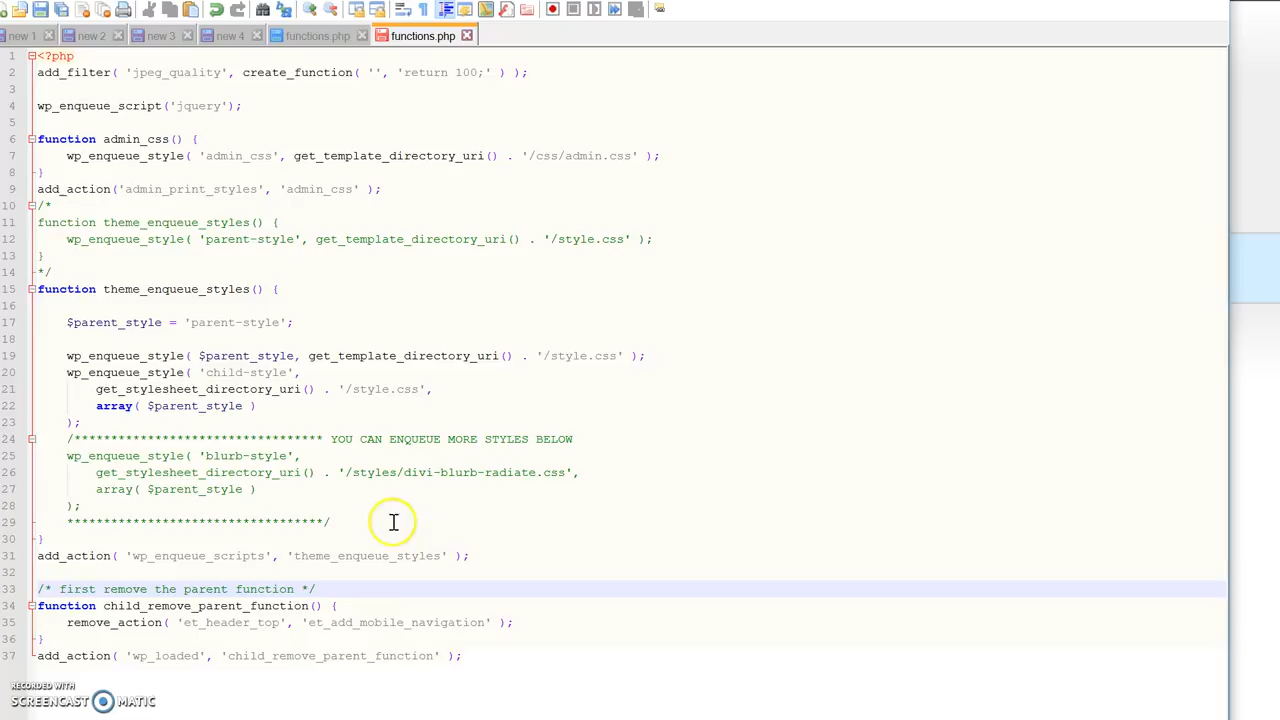 new 1 new 2 new 3 new 4 functions.php functions.php
1 <?php
2 add_filter( 'jpeg_quality', create_function( '', 'return 100;' ) );
3
4 wp_enqueue_script('jquery');
5
6 function admin_css() {
7 wp_enqueue_style( 'admin_css', get_template_directory_uri() . '/css/admin.css' );
8 }
9 add_action('admin_print_styles', 'admin_css' );
10 /*
11 function theme_enqueue_styles() {
12 wp_enqueue_style( 'parent-style', get_template_directory_uri() . '/style.css' );
13 }
14 */
15 function theme_enqueue_styles() {
16
17 $parent_style = 'parent-style';
18
19 wp_enqueue_style( $parent_style, get_template_directory_uri() . '/style.css' );
20 wp_enqueue_style( 'child-style',
21 get_stylesheet_directory_uri() . '/style.css',
22 array( $parent_style )
23 );
24 /********************************** YOU CAN ENQUEUE MORE STYLES BELOW
25 wp_enqueue_style( 'blurb-style',
26 get_stylesheet_directory_uri() . '/styles/divi-blurb-radiate.css',
27 array( $parent_style )
28 );
29 ***********************************/
30 }
31 add_action( 'wp_enqueue_scripts', 'theme_enqueue_styles' );
32
33 /* first remove the parent function */
34 function child_remove_parent_function() {
35 remove_action( 'et_header_top', 'et_add_mobile_navigation' );
36 }
37 add_action( 'wp_loaded', 'child_remove_parent_function' );
RECORDED WITH
SCREENCAST MATIC